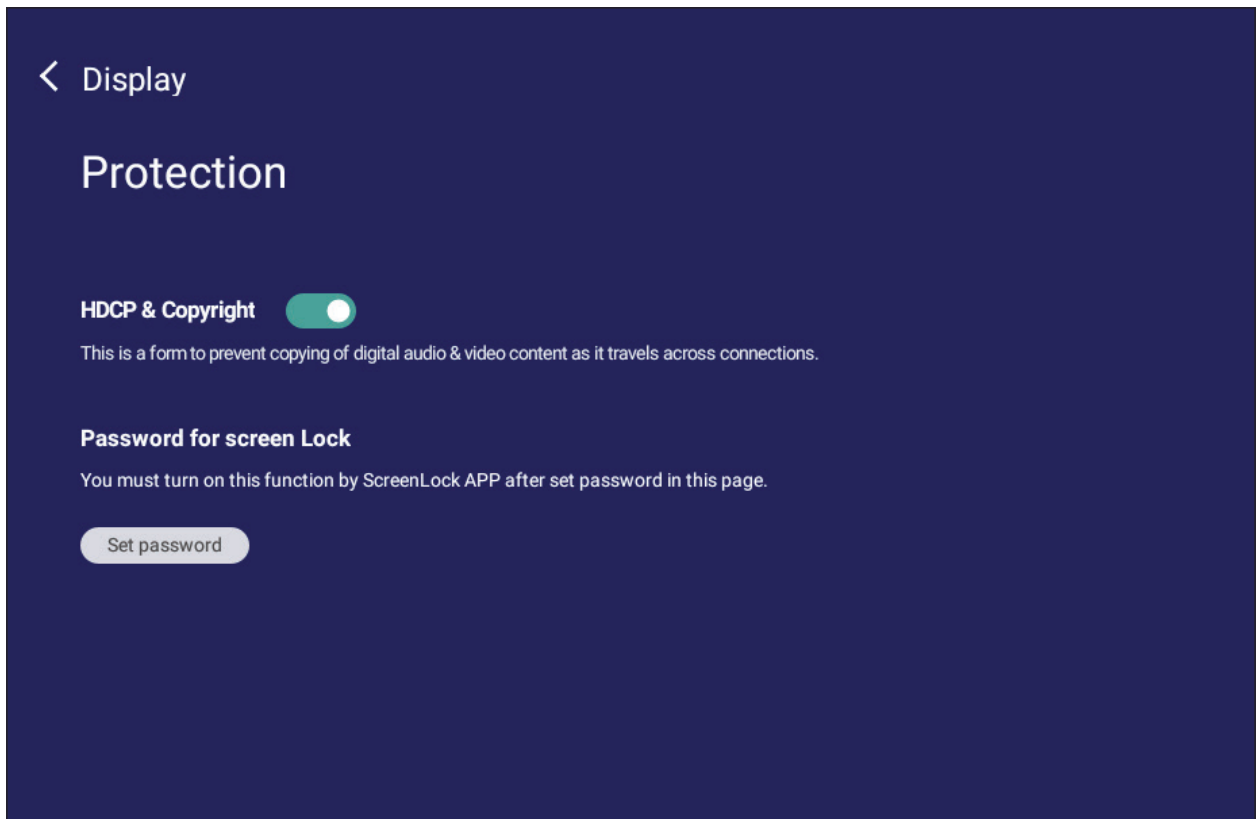 Display
Protection
HDCP & Copyright
This is a form to prevent copying of digital audio & video content as it travels across connections.
Password for screen Lock
You must turn on this function by ScreenLock APP after set password in this page.
Set password